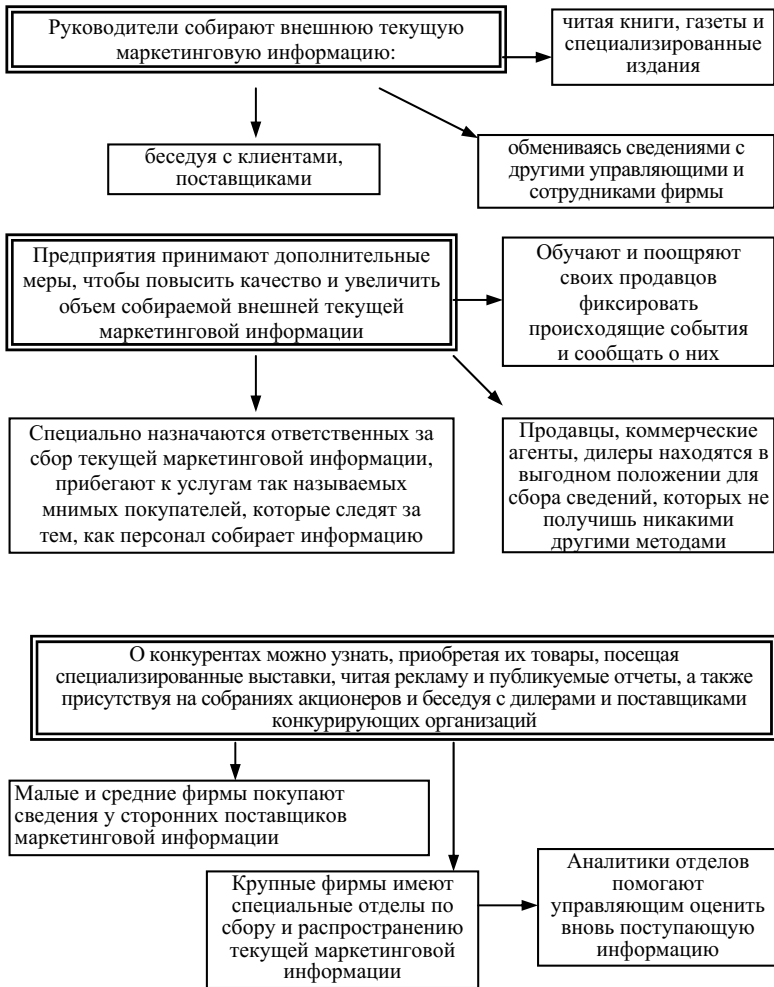 Руководители собирают внешнюю текущую
маркетинговую информацию:
читая книги, газеты и
специализированные
издания
беседуя с клиентами,
поставщиками
обмениваясь сведениями с
другими управляющими и
сотрудниками фирмы
Предприятия принимают дополнительные
меры, чтобы повысить качество и увеличить
объем собираемой внешней текущей
маркетинговой информации
Обучают и поощряют
своих продавцов
фиксировать
происходящие события
и сообщать о них
Специально назначаются ответственных за
сбор текущей маркетинговой информации,
прибегают к услугам так называемых
мнимых покупателей, которые следят за
тем, как персонал собирает информацию
Продавцы, коммерческие
агенты, дилеры находятся в
выгодном положении для
сбора сведений, которых не
получишь никакими
другими методами
О конкурентах можно узнать, приобретая их товары, посещая
специализированные выставки, читая рекламу и публикуемые отчеты, а также
присутствуя на собраниях акционеров и беседуя с дилерами и поставщиками
конкурирующих организаций
Малые и средние фирмы покупают
сведения у сторонних поставщиков
маркетинговой информации
Крупные фирмы имеют
специальные отделы по
сбору и распространению
текущей маркетинговой
информации
Аналитики отделов
помогают
управляющим оценить
вновь поступающую
информацию